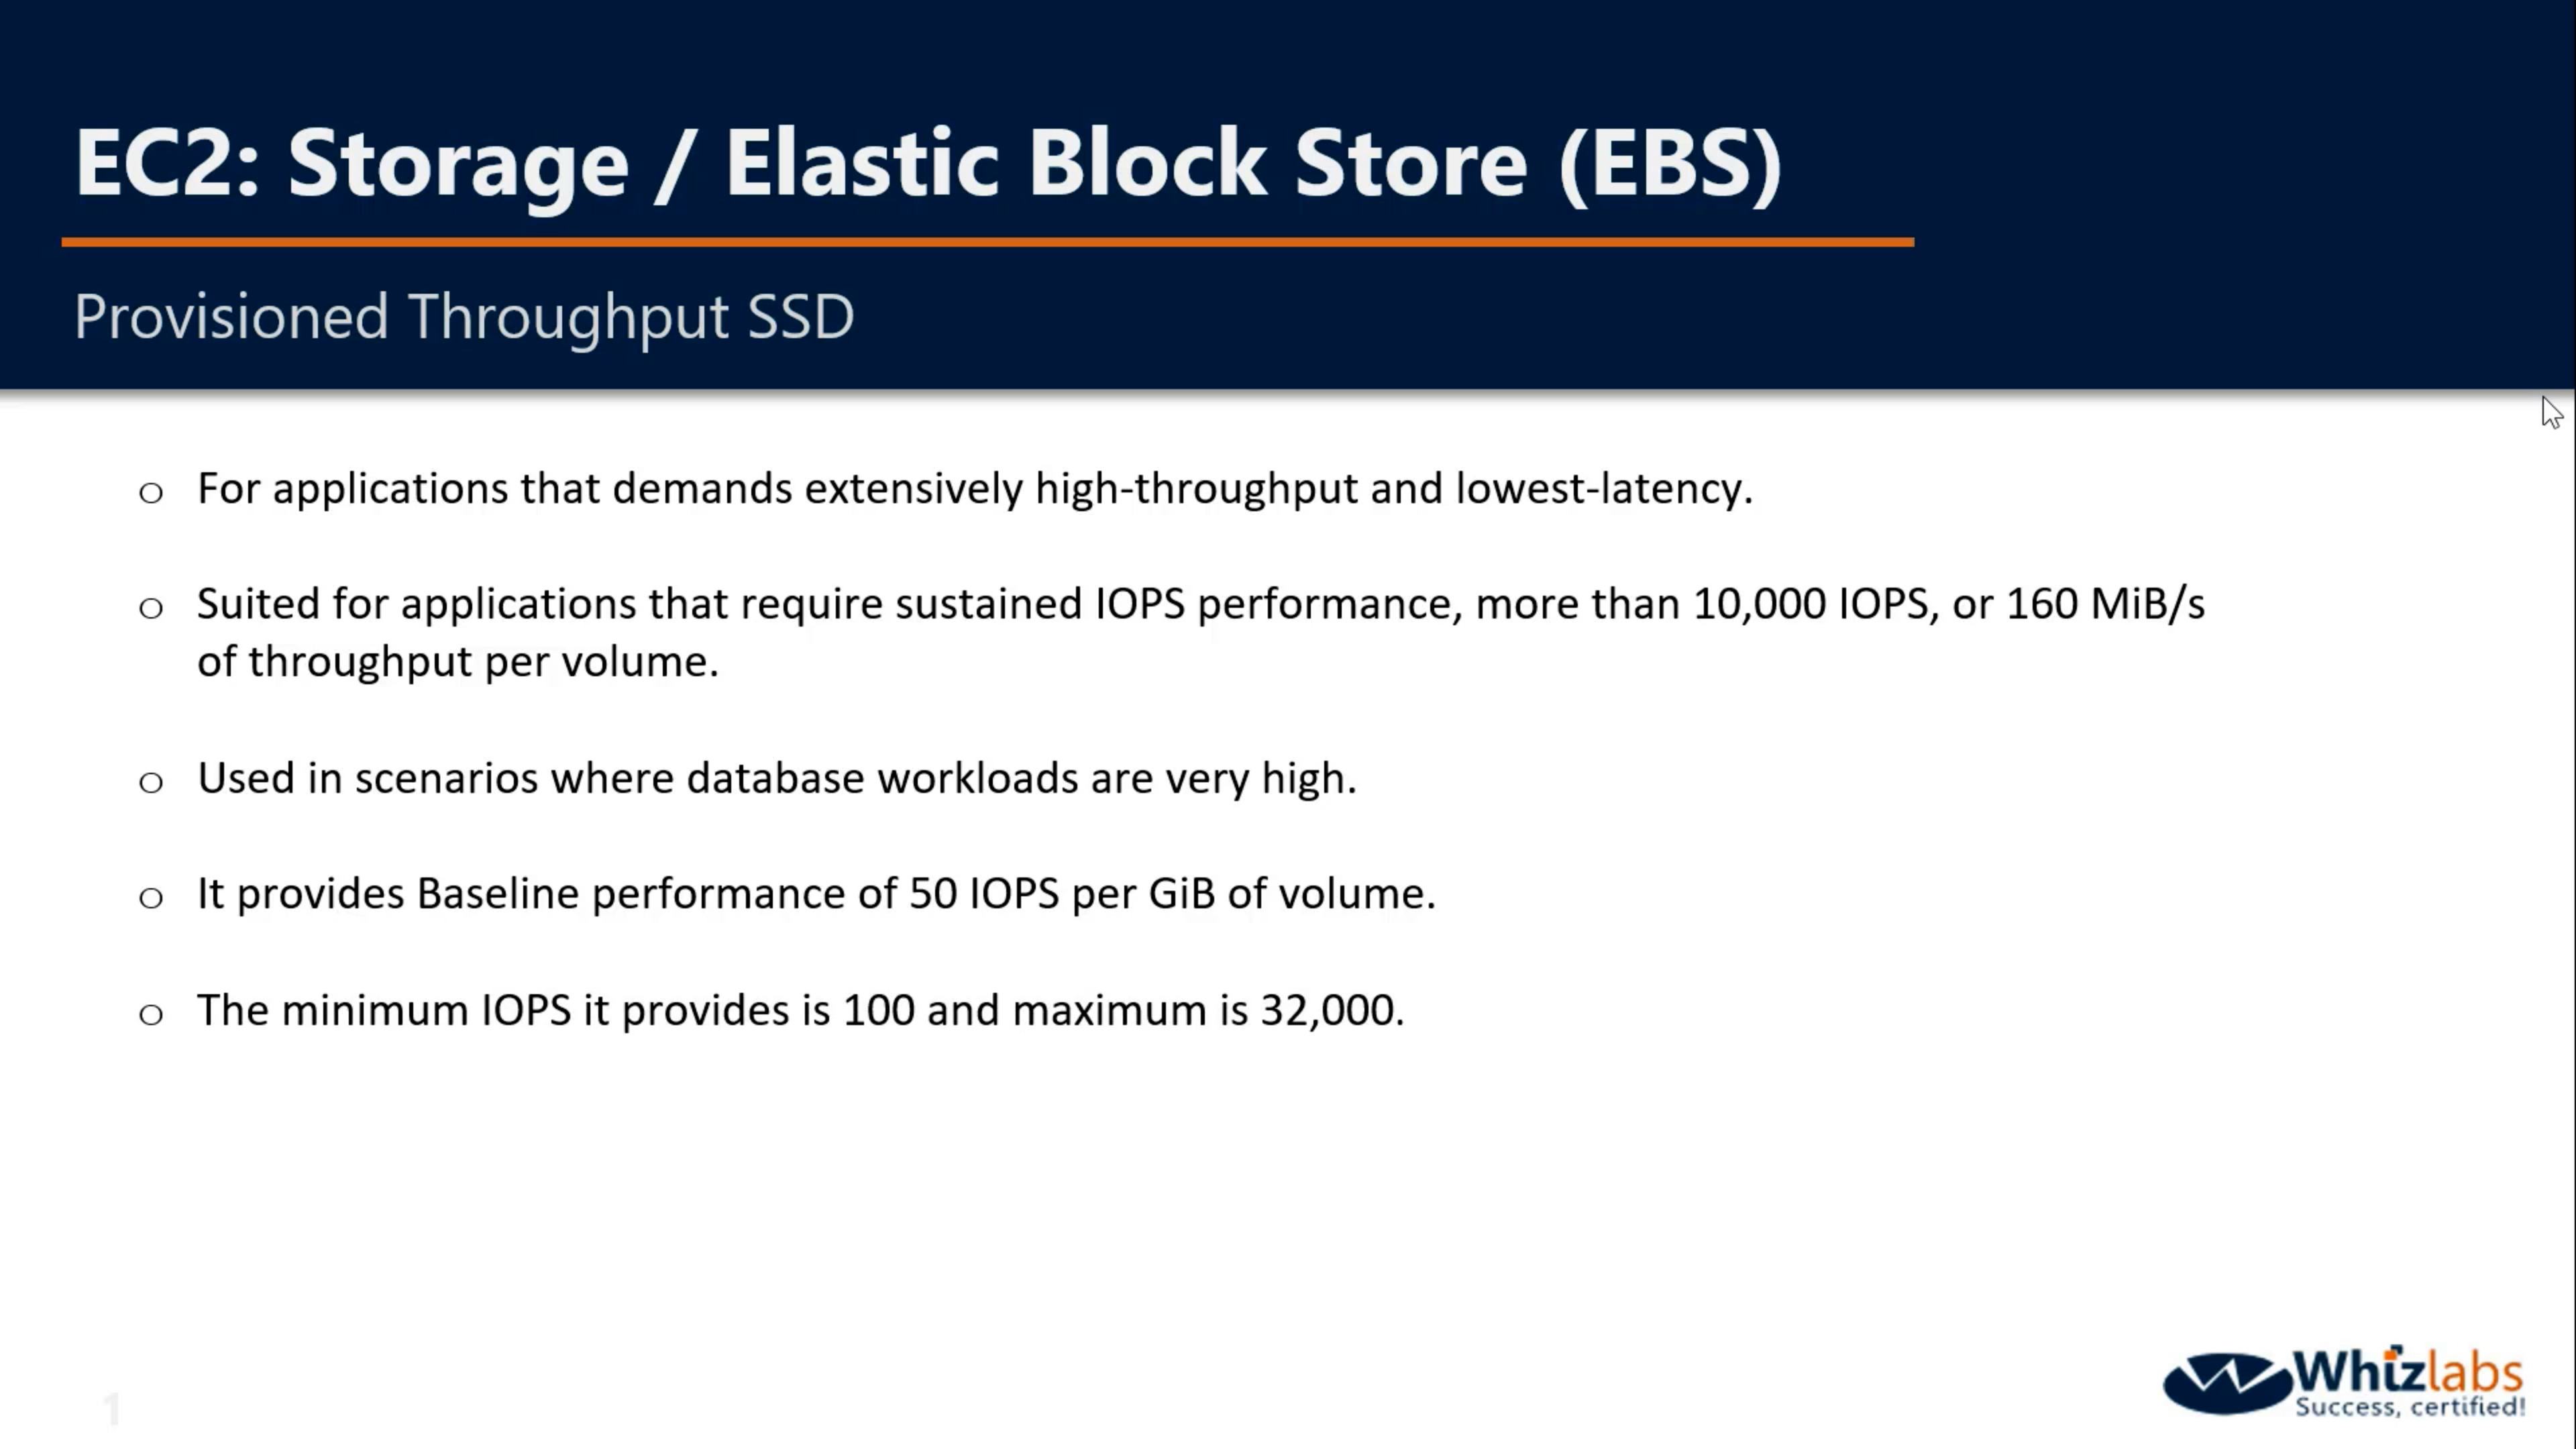 EC2: Storage / Elastic Block Store (EBS)
Provisioned Throughput SSD
o For applications that demands extensively high-throughput and lowest-latency.
o Suited for applications that require sustained IOPS performance, more than 10,000 IOPS, or 160 MiB/s
of throughput per volume.
o Used in scenarios where database workloads are very high.
o It provides Baseline performance of 50 IOPS per GiB of volume.
o The minimum IOPS it provides is 100 and maximum is 32,000.
1
Whizlabs
Success, certified!